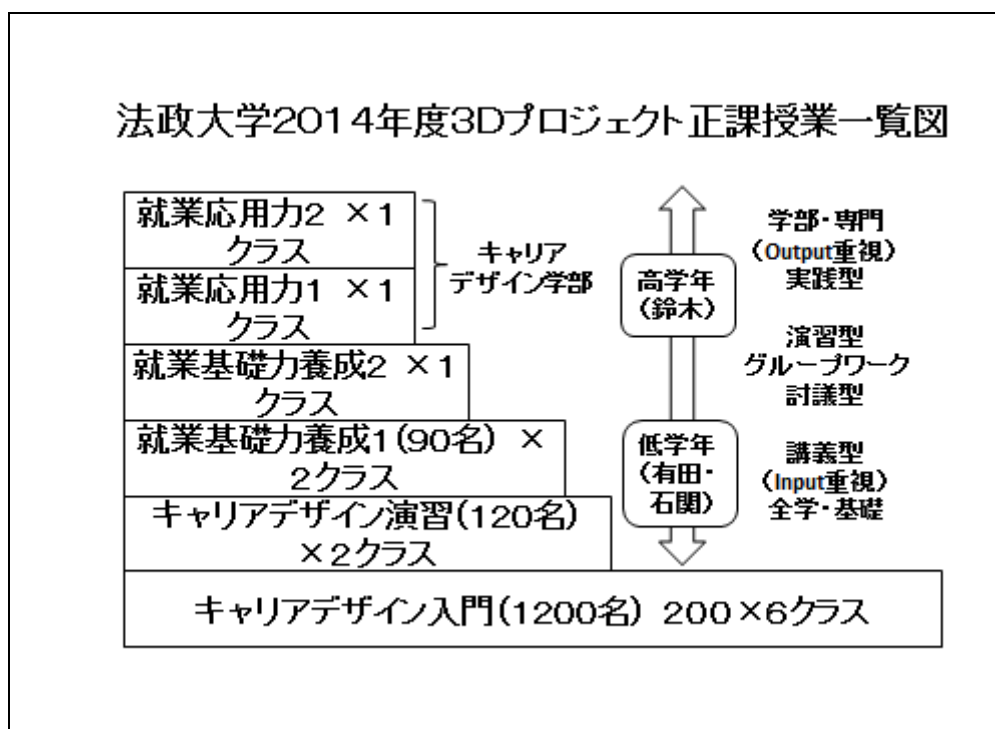 法政大学2014年度3Dプロジェクト正課授業一覧図
就業応用力2 ×1
クラス
就業応用力1 ×1
クラス
キャリア
デザイン学部
就業基礎力養成2 ×1
クラス
就業基礎力養成1(90名) ×
2クラス
キャリアデザイン演習(120名)
×2クラス
キャリアデザイン入門(1200名) 200×6クラス
高学年
(鈴木)
低学年
(有田・
石関)
学部・専門
(Output重視)
実践型
演習型
グループワーク
討議型
講義型
(Input重視)
全学・基礎